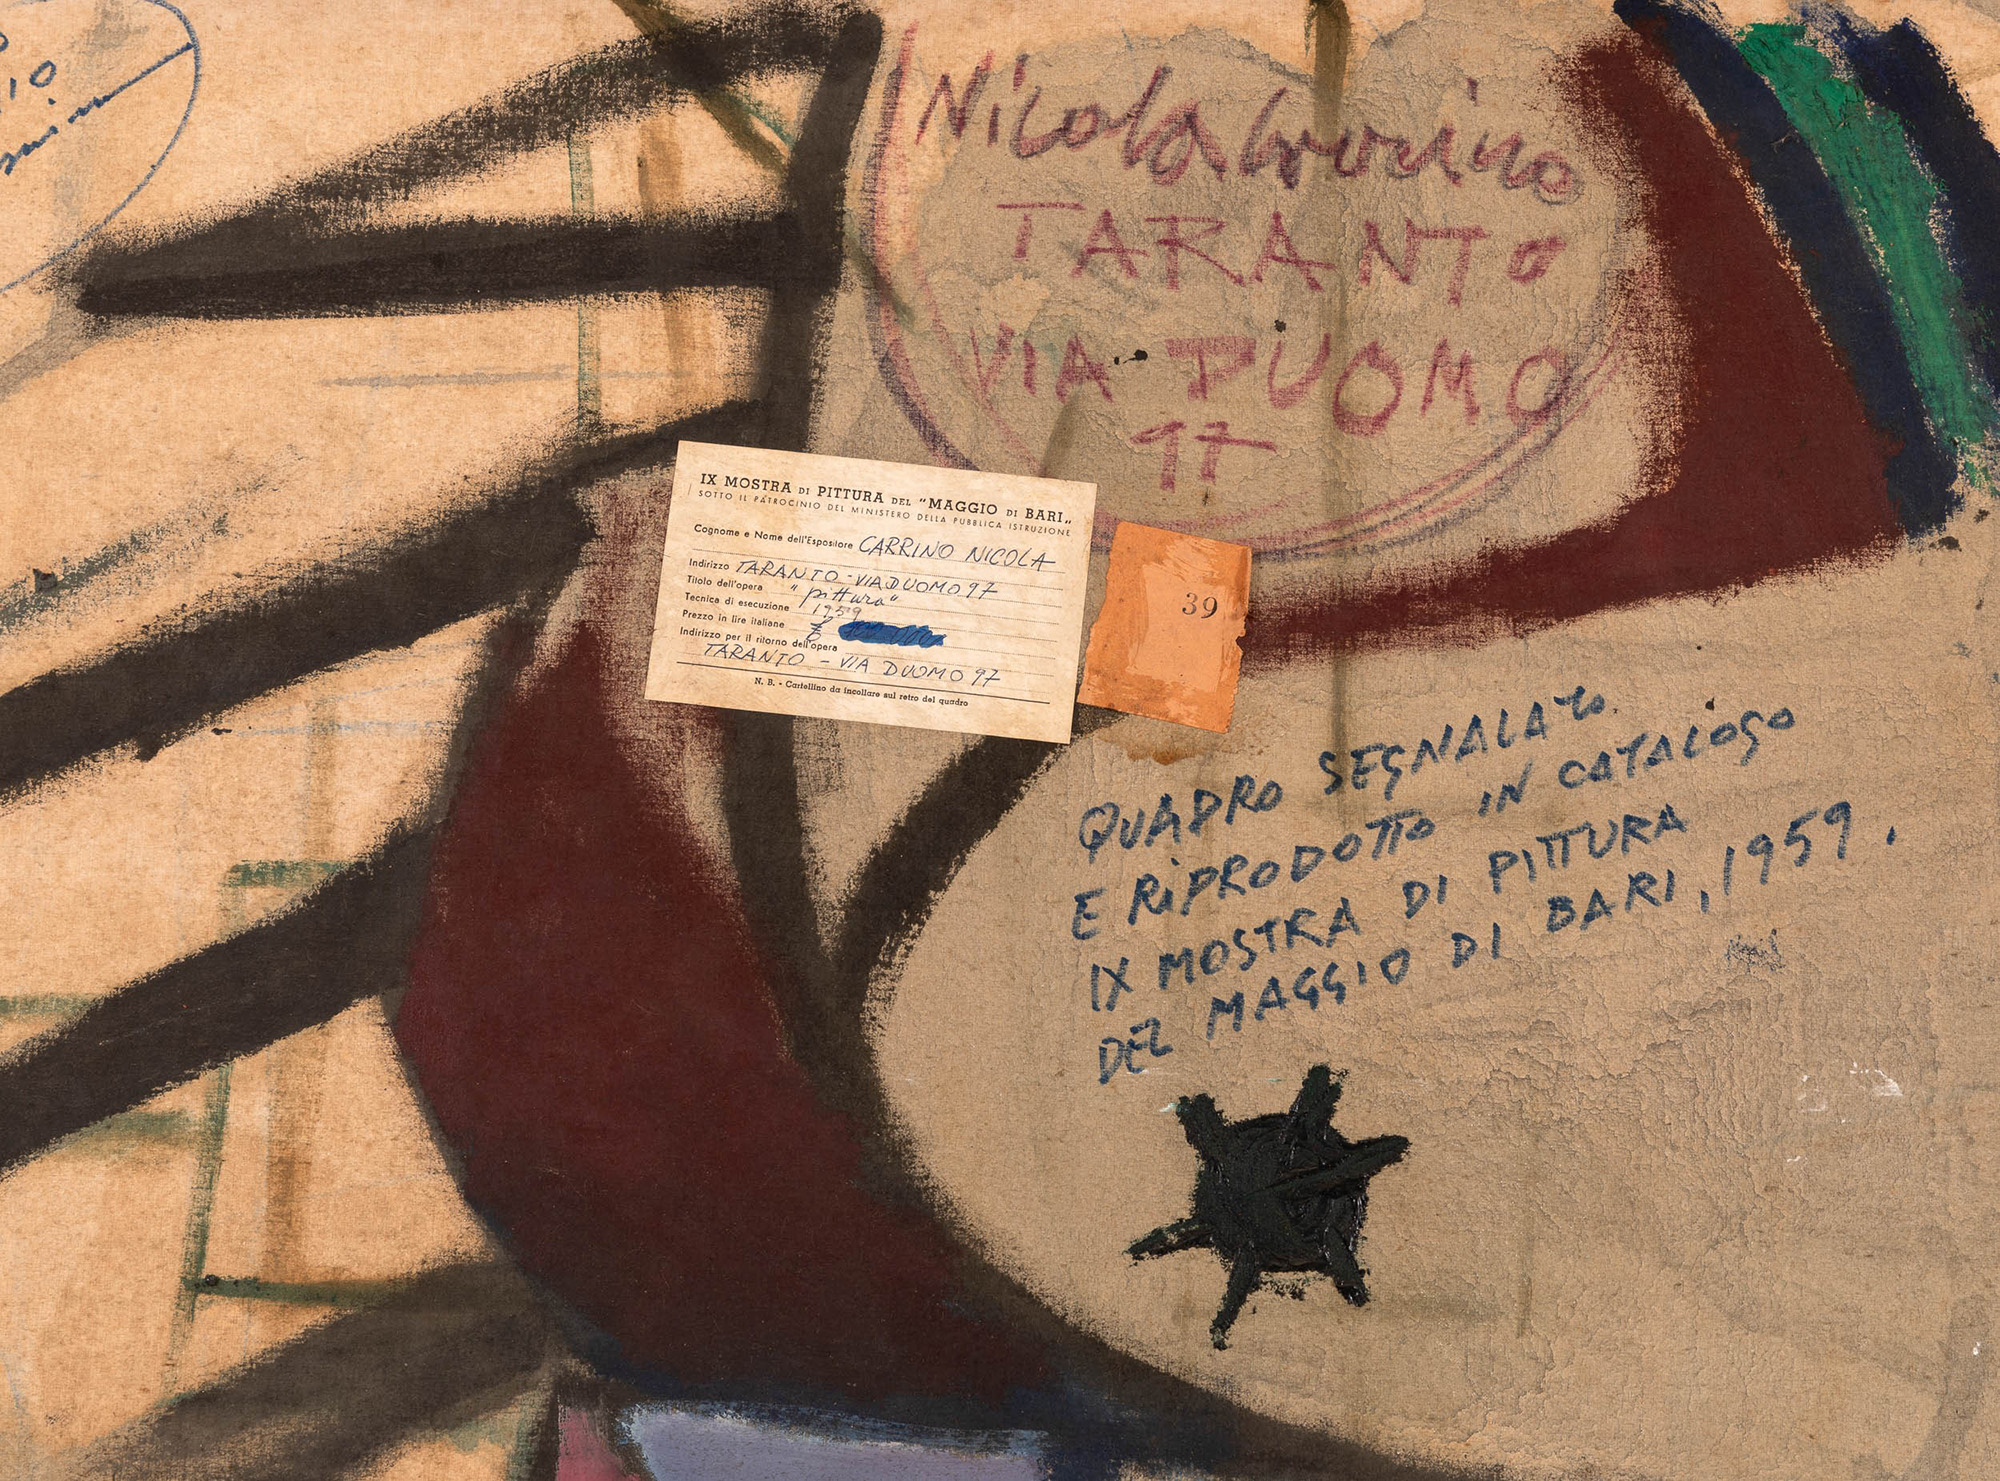 IO
Nicola Carrino
TARANTO
VIA DUOMO
97
IX MOSTRA DI PITTURA DEL "MAGGIO DI BARI„
SOTTO IL PATROCINIO DEL MINISTERO DELLA PUBBLICA ISTRUZIONE
Cognome e Nome dell'Espositore CARRINO NICOLA
Indirizzo TARANTO - VIA DUOMO 97
Titolo dell'opera "pittura"
Tecnica di esecuzione 1959
Prezzo in lire italiane £
Indirizzo per il ritorno dell'opera
TARANTO - VIA DUOMO 97
N. B. - Cartellino da incollare sul retro del quadro
39
QUADRO SEGNALATO
E RIPRODOTTO IN CATALOGO
IX MOSTRA DI PITTURA
DEL MAGGIO DI BARI, 1959.